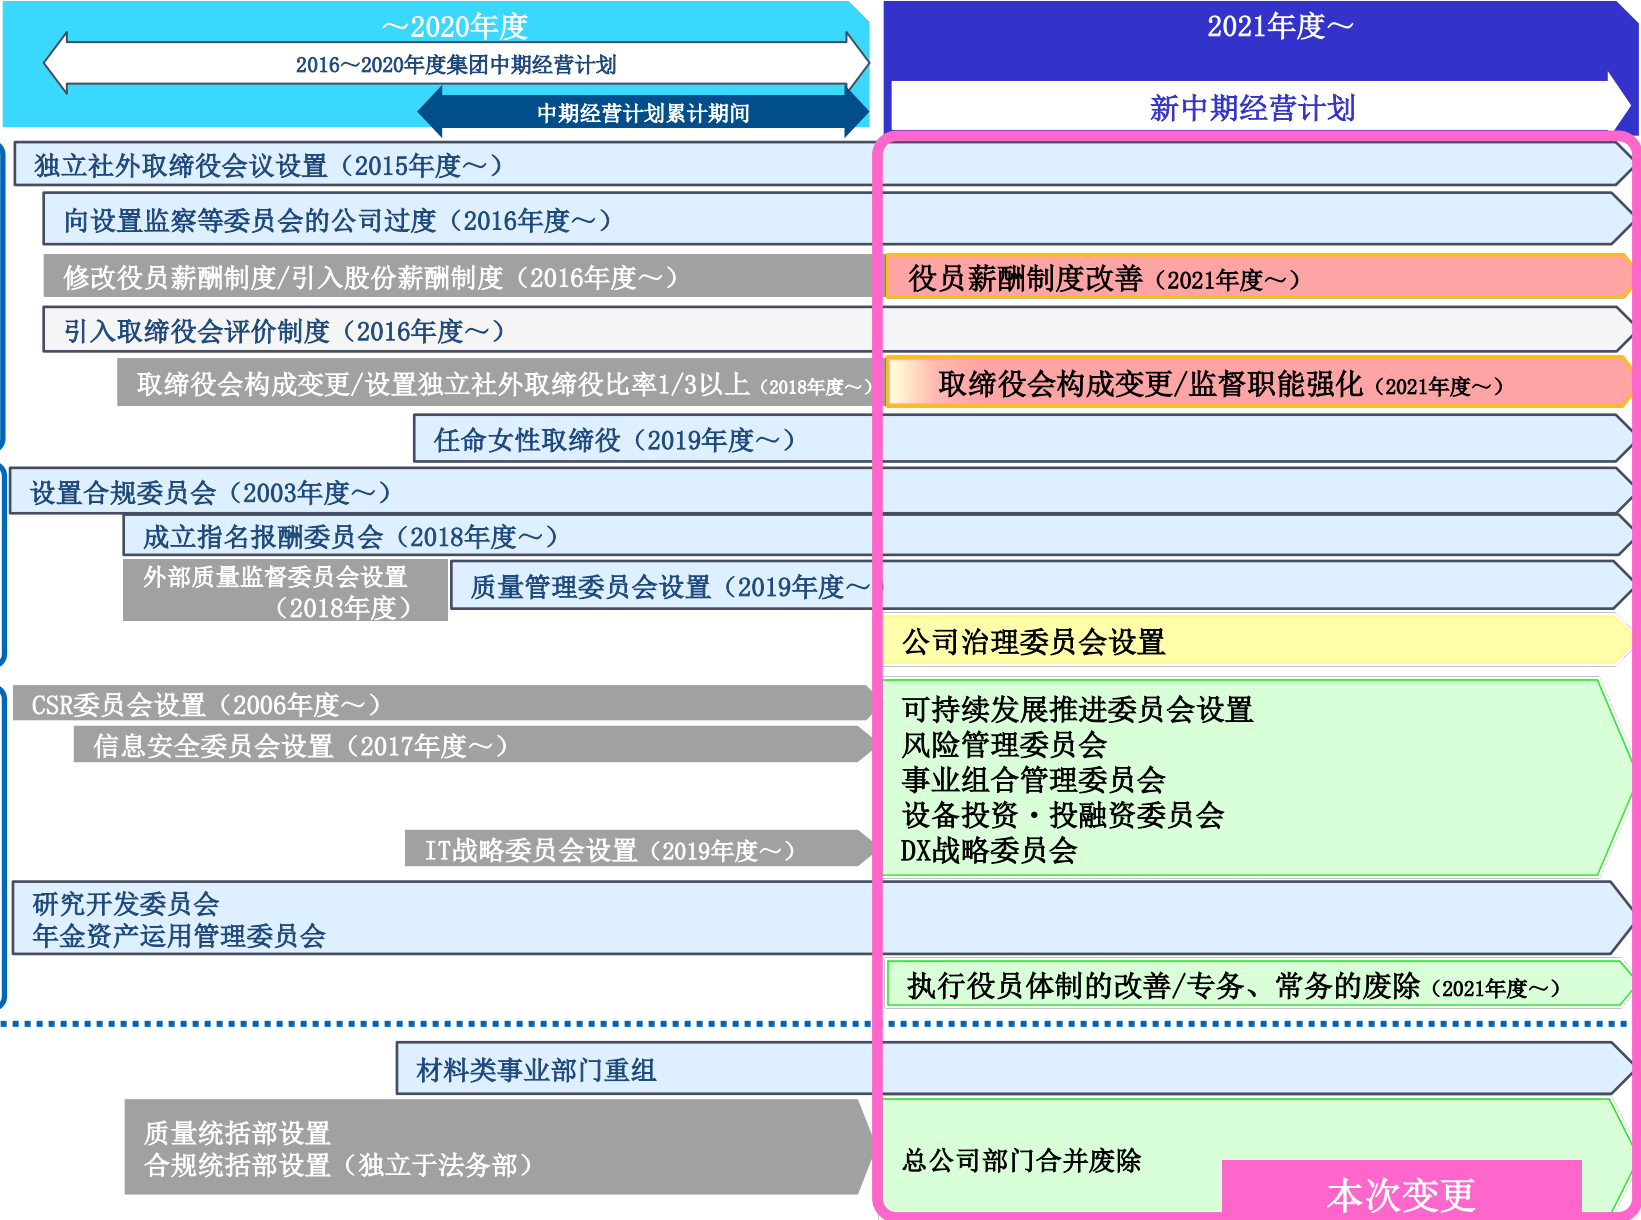 ～2020年度
2021年度～
2016～2020年度集团中期经营计划
中期经营计划累计期间
新中期经营计划
独立社外取缔役会议设置（2015年度～）
向设置监察等委员会的公司过度（2016年度～）
修改役员薪酬制度/引入股份薪酬制度（2016年度～）
役员薪酬制度改善（2021年度～）
引入取缔役会评价制度（2016年度～）
取缔役会构成变更/设置独立社外取缔役比率1/3以上（2018年度～）
取缔役会构成变更/监督职能强化（2021年度～）
任命女性取缔役（2019年度～）
设置合规委员会（2003年度～）
成立指名报酬委员会（2018年度～）
外部质量监督委员会设置
（2018年度）
质量管理委员会设置（2019年度～）
公司治理委员会设置
CSR委员会设置（2006年度～）
信息安全委员会设置（2017年度～）
IT战略委员会设置（2019年度～）
可持续发展推进委员会设置
风险管理委员会
事业组合管理委员会
设备投资・投融资委员会
DX战略委员会
研究开发委员会
年金资产运用管理委员会
执行役员体制的改善/专务、常务的废除（2021年度～）
材料类事业部门重组
质量统括部设置
合规统括部设置（独立于法务部）
总公司部门合并废除
本次变更